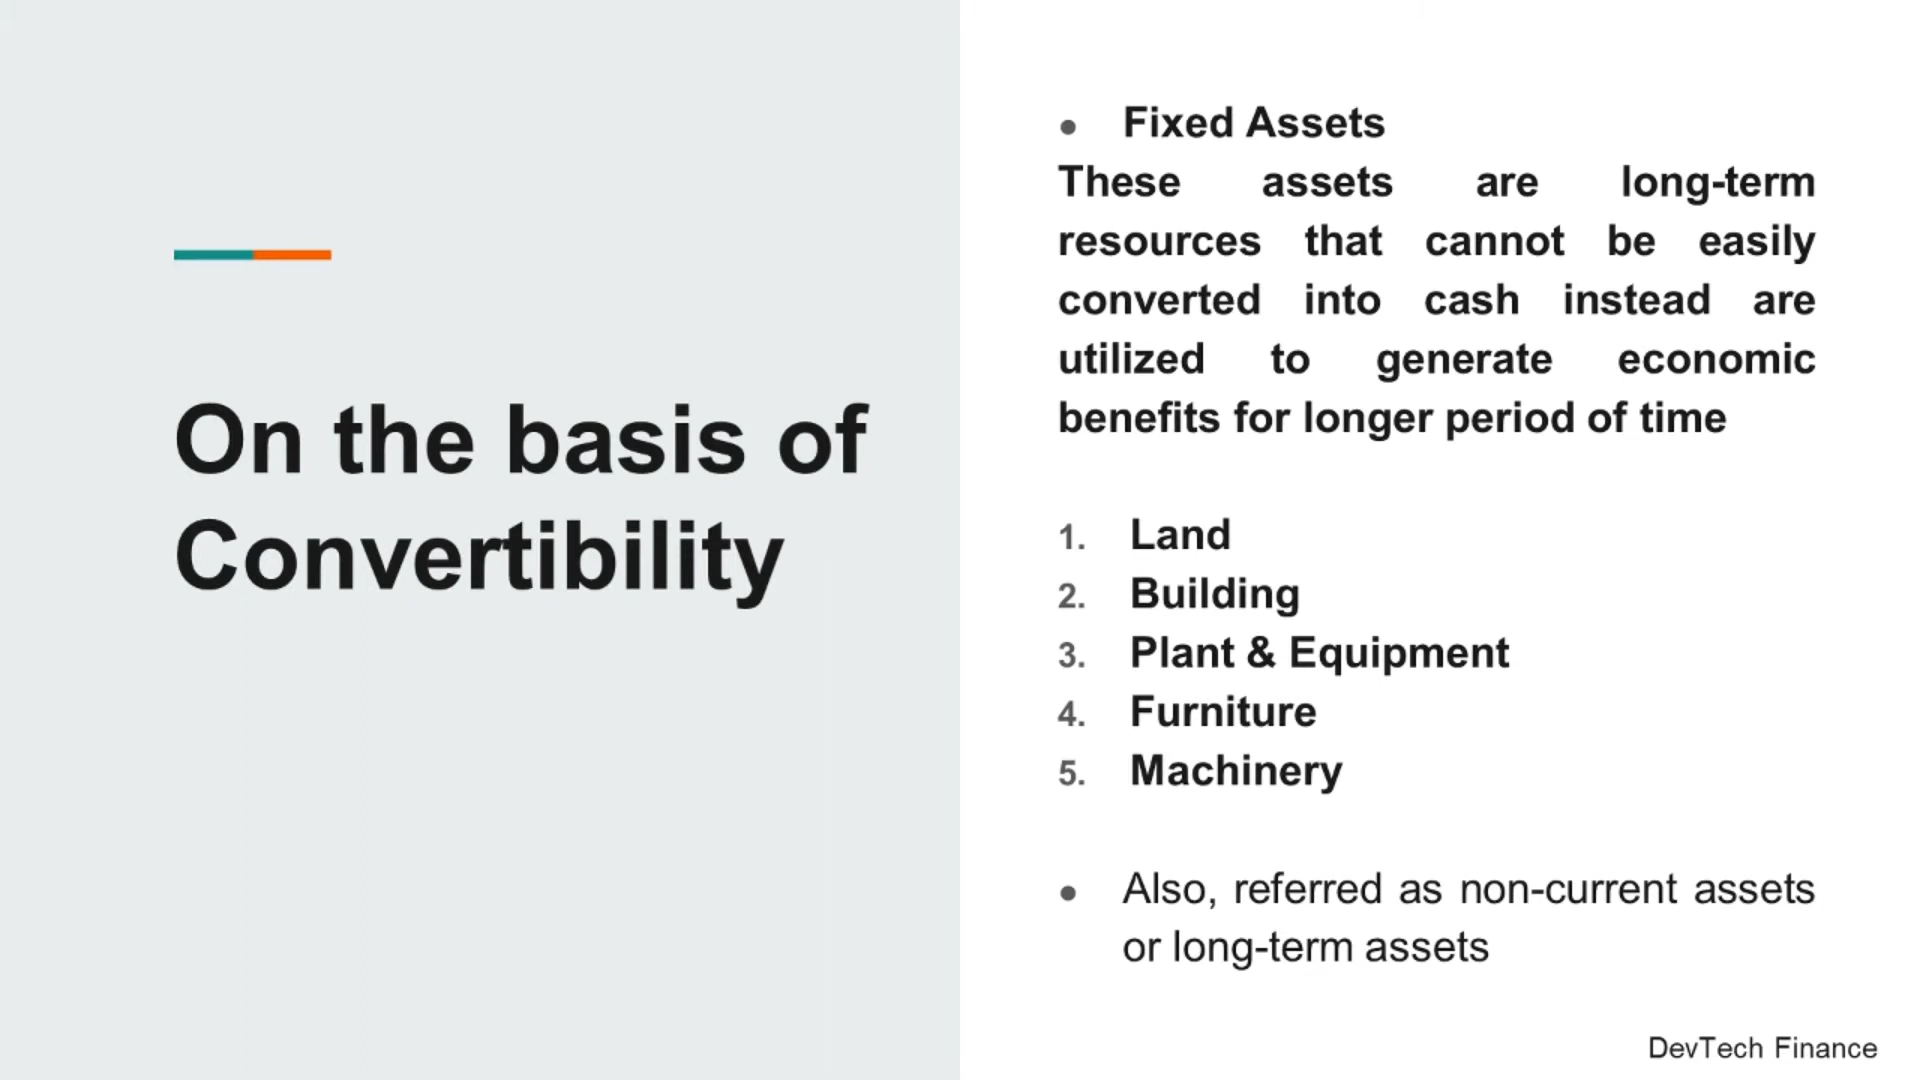 On the basis of
Convertibility
● Fixed Assets
These assets are long-term
resources that cannot be easily
converted into cash instead are
utilized to generate economic
benefits for longer period of time
1. Land
2. Building
3. Plant & Equipment
4. Furniture
5. Machinery
● Also, referred as non-current assets
or long-term assets
DevTech Finance